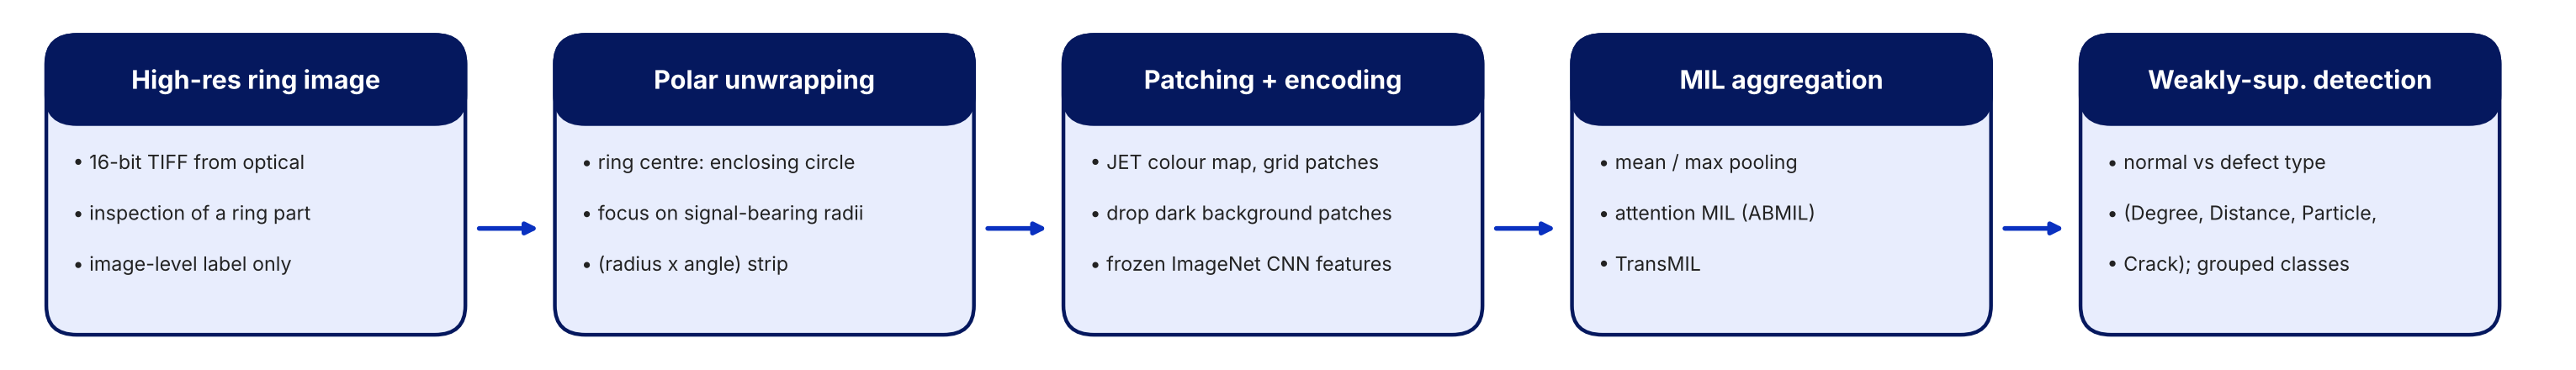 High-res ring image
• 16-bit TIFF from optical
• inspection of a ring part
• image-level label only
Polar unwrapping
• ring centre: enclosing circle
• focus on signal-bearing radii
• (radius x angle) strip
Patching + encoding
• JET colour map, grid patches
• drop dark background patches
• frozen ImageNet CNN features
MIL aggregation
• mean / max pooling
• attention MIL (ABMIL)
• TransMIL
Weakly-sup. detection
• normal vs defect type
• (Degree, Distance, Particle,
• Crack); grouped classes